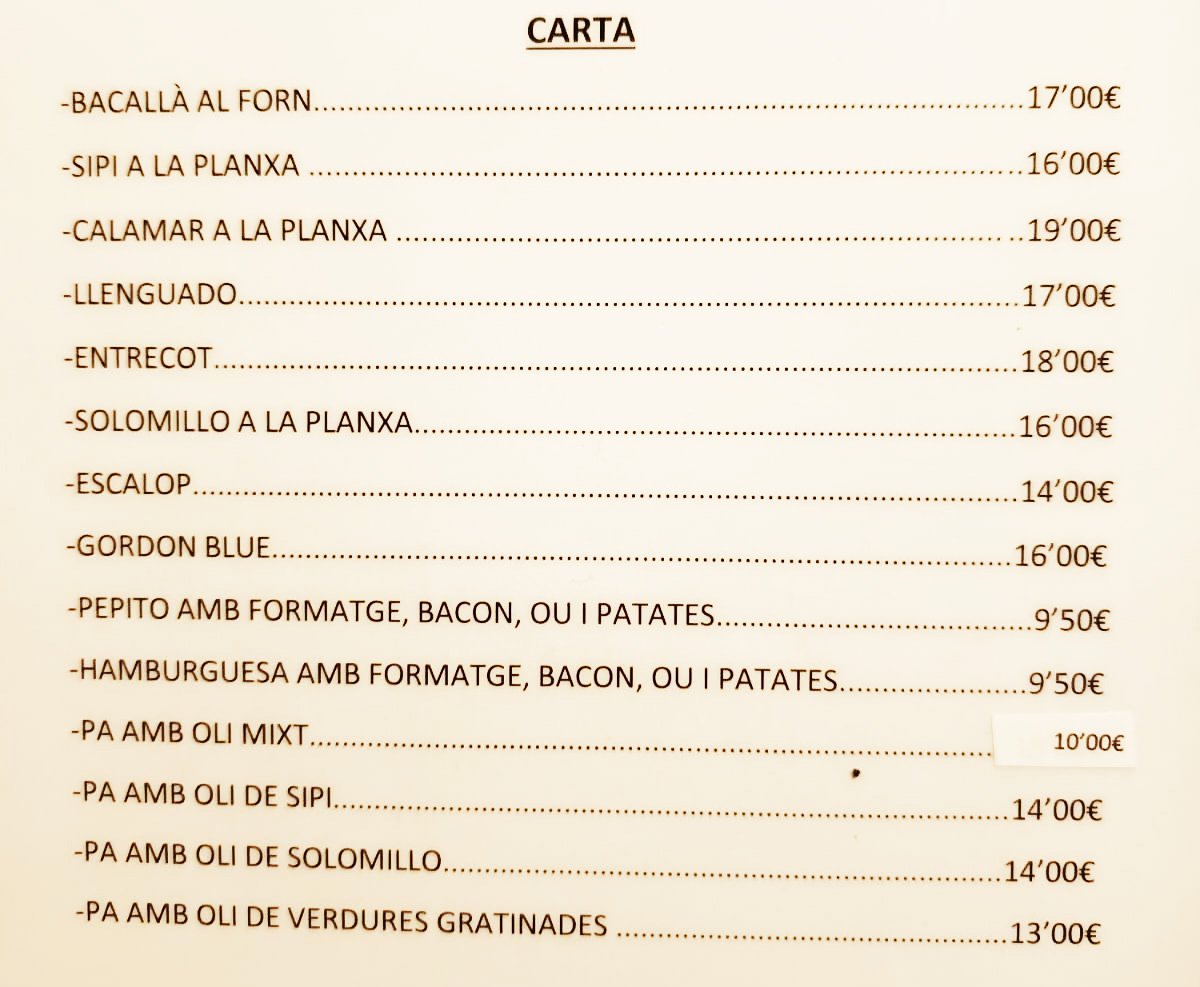 CARTA
-BACALLÀ AL FORN........................................................................................17’00€
-SIPI A LA PLANXA ........................................................................................16’00€
-CALAMAR A LA PLANXA .............................................................................19’00€
-LLENGUADO................................................................................................17’00€
-ENTRECOT...................................................................................................18’00€
-SOLOMILLO A LA PLANXA..........................................................................16’00€
-ESCALOP......................................................................................................14’00€
-GORDON BLUE............................................................................................16’00€
-PEPITO AMB FORMATGE, BACON, OU I PATATES.......................................9’50€
-HAMBURGUESA AMB FORMATGE, BACON, OU I PATATES.......................9’50€
-PA AMB OLI MIXT....................................................................................10’00€
-PA AMB OLI DE SIPI....................................................................................14’00€
-PA AMB OLI DE SOLOMILLO.....................................................................14’00€
-PA AMB OLI DE VERDURES GRATINADES ................................................13’00€